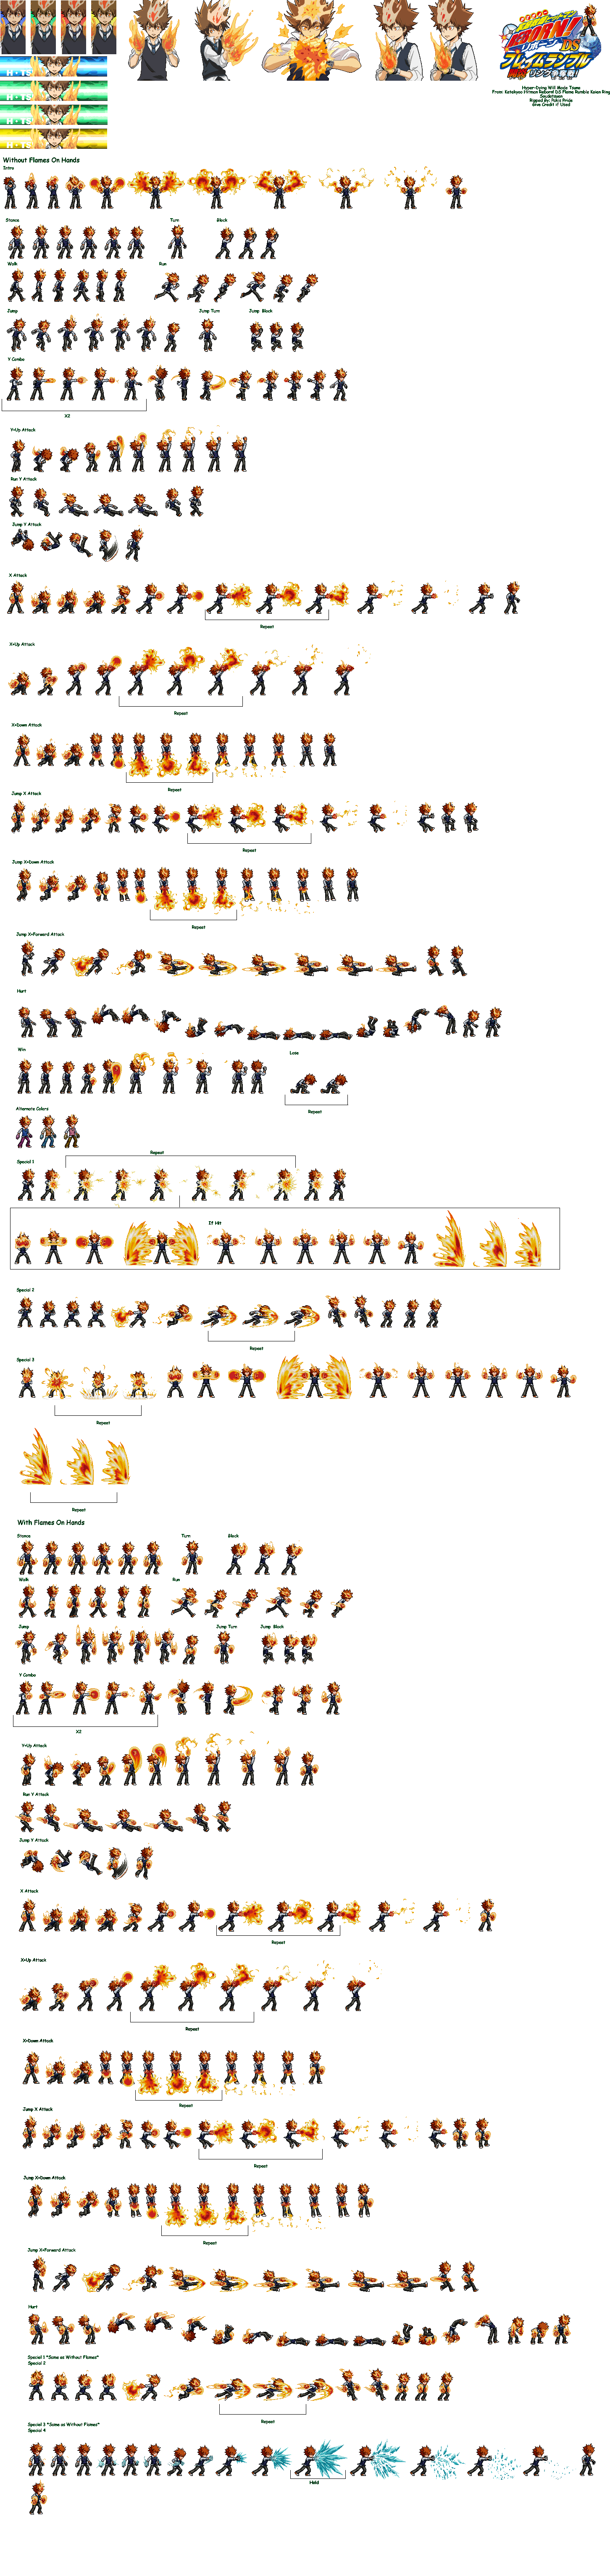 REBORN!
リボーン DS
フレイムランブル
Hyper-Dying Will Mode Tsuna
From: Katekyoo Hitman Reborn! DS Flame Rumble Kaien Ring
Soudatsusen
Ripped By: Pokis Pride
Give Credit if Used
Without Flames On Hands
Intro
Stance
Turn
Block
Walk
Run
Jump
Jump Turn
Jump Block
Y Combo
X2
Y+Up Attack
Run Y Attack
Jump Y Attack
X Attack
Repeat
X+Up Attack
Repeat
X+Down Attack
Repeat
Jump X Attack
Repeat
Jump X+Down Attack
Repeat
Jump X+Forward Attack
Hurt
Win
Lose
Repeat
Alternate Colors
Repeat
Special 1
If Hit
Special 2
Repeat
Special 3
Repeat
Repeat
With Flames On Hands
Stance
Turn
Block
Walk
Run
Jump
Jump Turn
Jump Block
Y Combo
X2
Y+Up Attack
Run Y Attack
Jump Y Attack
X Attack
Repeat
X+Up Attack
Repeat
X+Down Attack
Repeat
Jump X Attack
Repeat
Jump X+Down Attack
Repeat
Jump X+Forward Attack
Hurt
Special 1 *Same as Without Flames*
Special 2
Repeat
Special 3 *Same as Without Flames*
Special 4
Hold